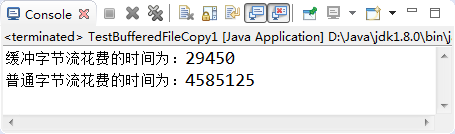 Console
<terminated> TestBufferedFileCopy1 [Java Application] D:\Java\jdk1.8.0\bin\j
缓冲字节流花费的时间为：29450
普通字节流花费的时间为：4585125